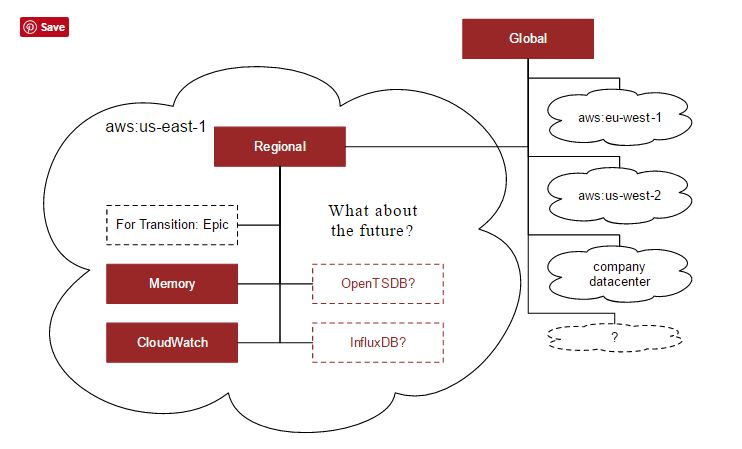 Save
Global
aws:us-east-1
Regional
aws:eu-west-1
What about
the future?
For Transition: Epic
aws:us-west-2
Memory
OpenTSDB?
company
datacenter
CloudWatch
InfluxDB?
?